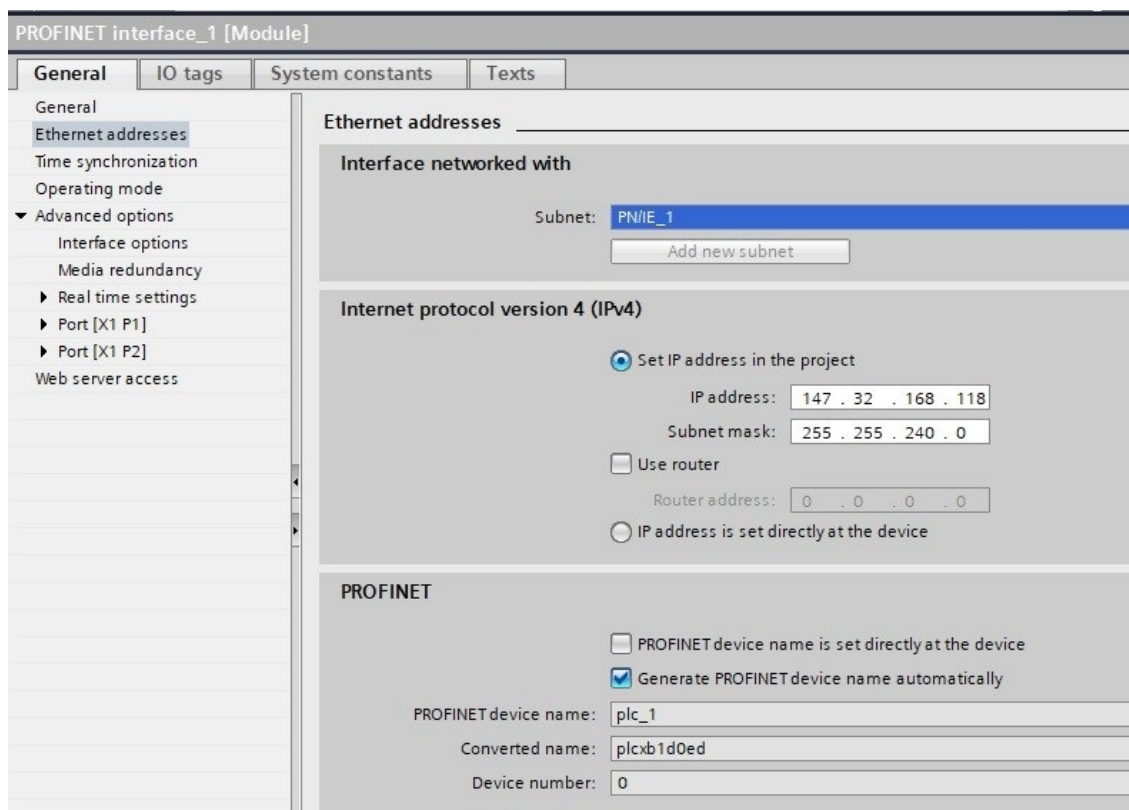 PROFINET interface_1 [Module]
General IO tags System constants Texts
General
Ethernet addresses
Time synchronization
Operating mode
Advanced options
Interface options
Media redundancy
Real time settings
Port [X1 P1]
Port [X1 P2]
Web server access
Ethernet addresses
Interface networked with
Subnet: PN/IE_1
Add new subnet
Internet protocol version 4 (IPv4)
Set IP address in the project
IP address: 147 . 32 . 168 . 118
Subnet mask: 255 . 255 . 240 . 0
Use router
Router address: 0 . 0 . 0 . 0
IP address is set directly at the device
PROFINET
PROFINET device name is set directly at the device
Generate PROFINET device name automatically
PROFINET device name: plc_1
Converted name: plcxb1d0ed
Device number: 0